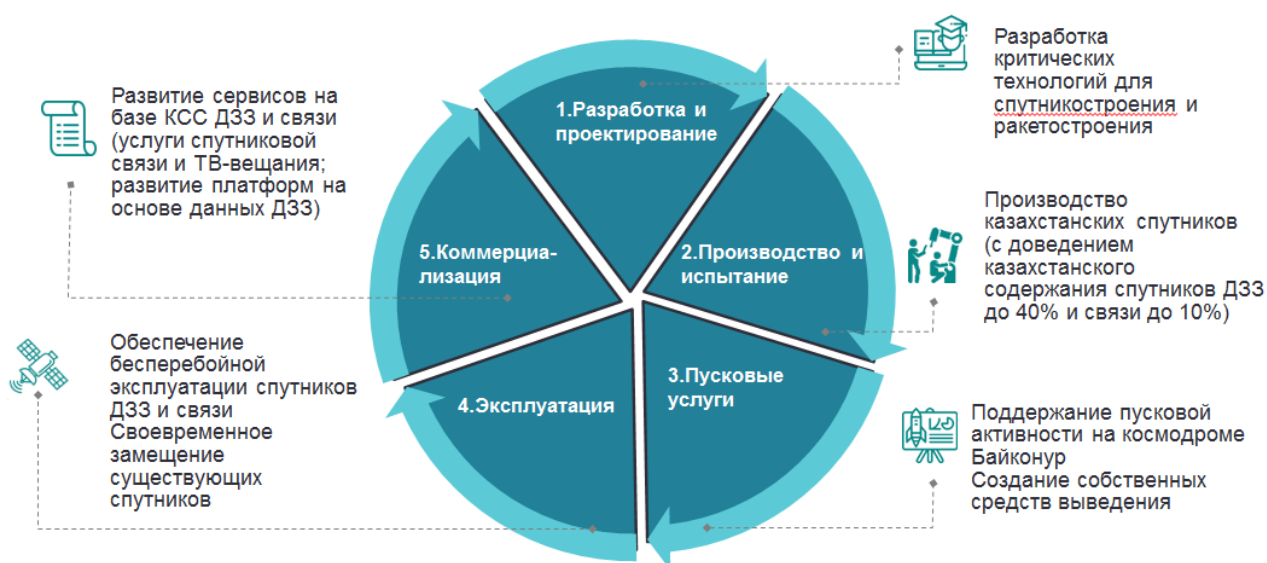 1.Разработка и
проектирование
Разработка
критических
технологий для
спутникостроения и
ракетостроения
2.Производство и
испытание
Производство
казахстанских спутников
(с доведением
казахстанского
содержания спутников ДЗЗ
до 40% и связи до 10%)
3.Пусковые
услуги
Поддержание пусковой
активности на космодроме
Байконур
Создание собственных
средств выведения
4.Эксплуатация
Обеспечение
бесперебойной
эксплуатации спутников
ДЗЗ и связи
Своевременное
замещение
существующих
спутников
5.Коммерциа-
лизация
Развитие сервисов на
базе КСС ДЗЗ и связи
(услуги спутниковой
связи и ТВ-вещания;
развитие платформ на
основе данных ДЗЗ)